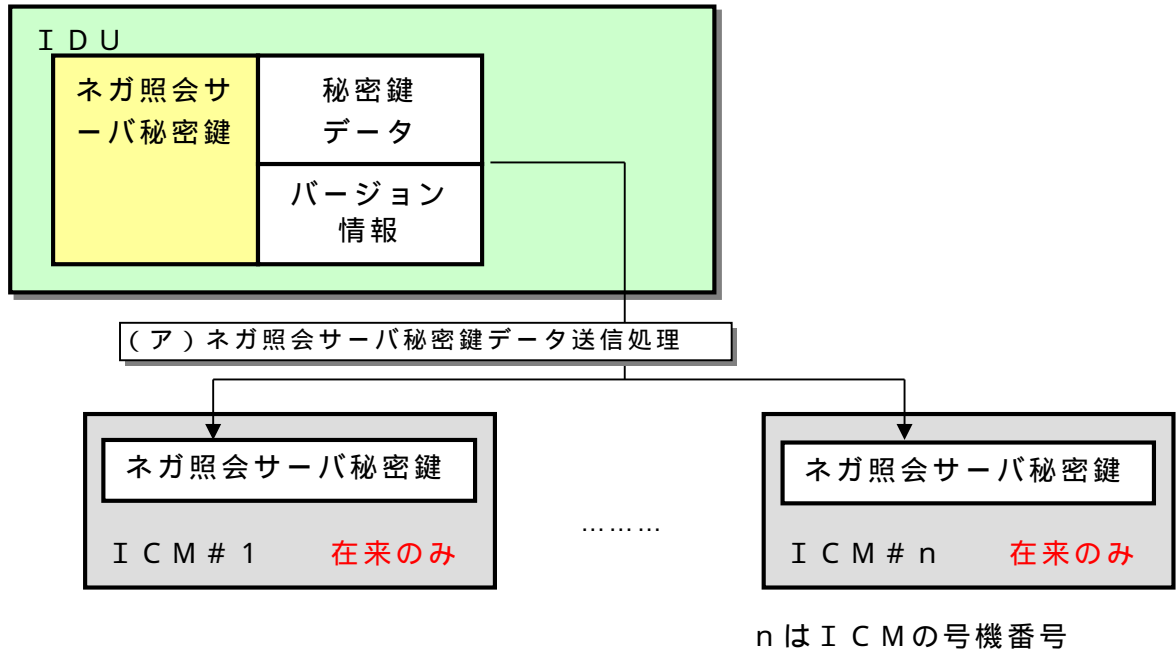 ＩＤＵ
ネガ照会サ
ーバ秘密鍵
秘密鍵
データ
バージョン
情報
(ア)ネガ照会サーバ秘密鍵データ送信処理
ネガ照会サーバ秘密鍵
ＩＣＭ＃１ 在来のみ
………
ネガ照会サーバ秘密鍵
ＩＣＭ＃ｎ 在来のみ
ｎはＩＣＭの号機番号